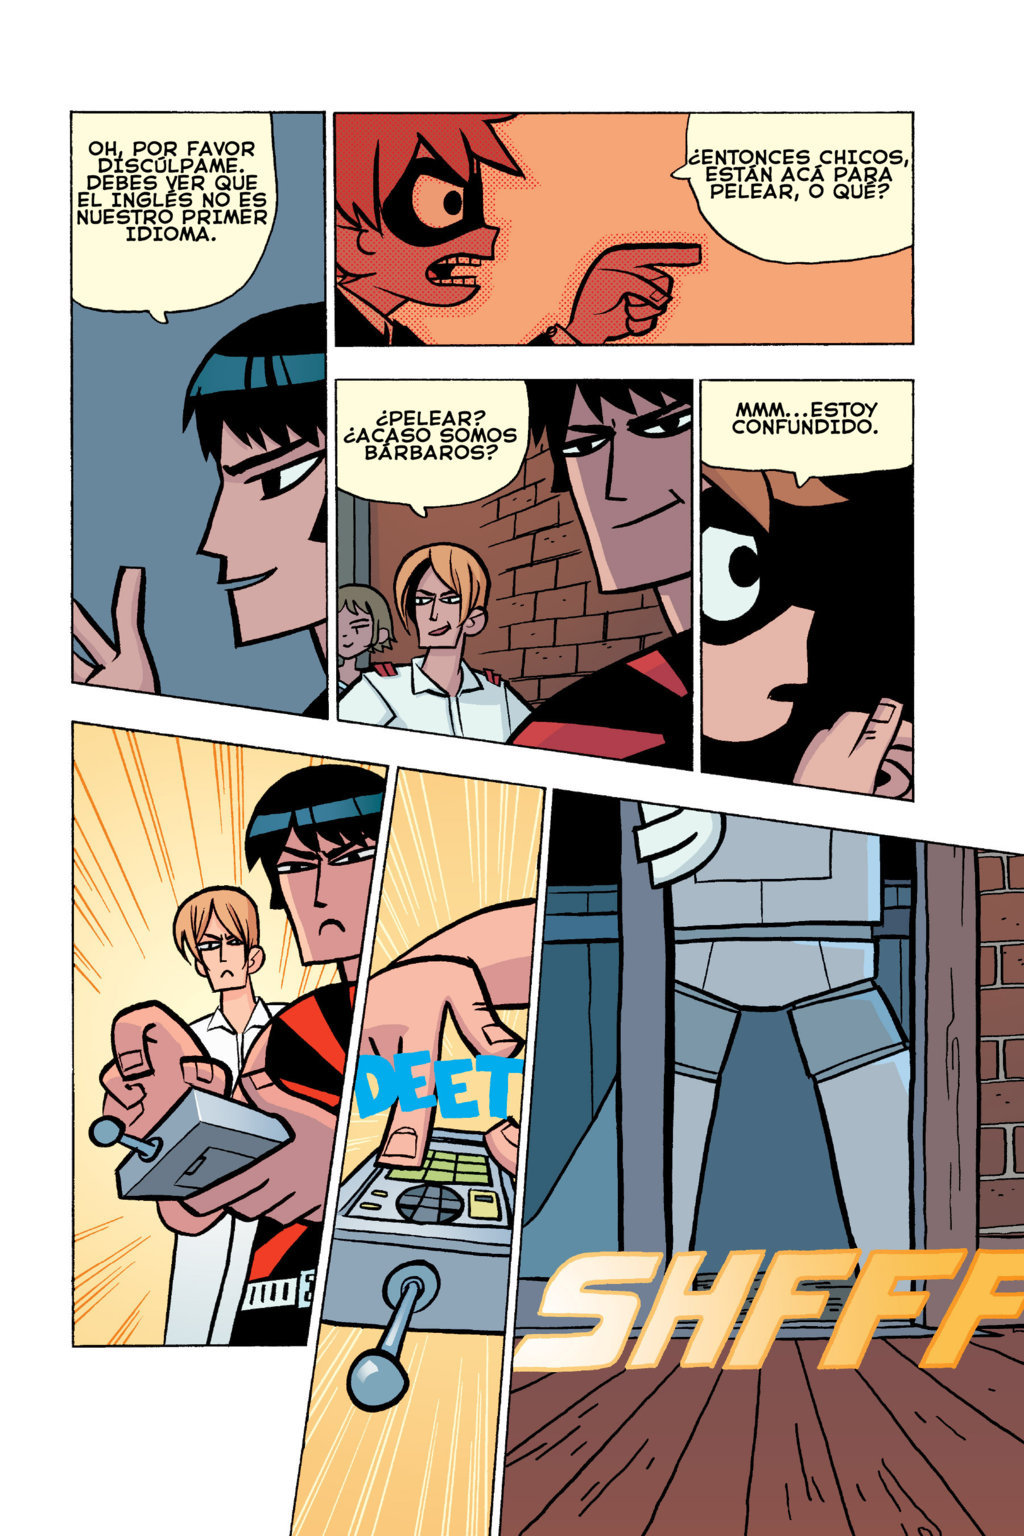 OH, POR FAVOR
DISCÚLPAME.
DEBES VER QUE
EL INGLÉS NO ES
NUESTRO PRIMER
IDIOMA.
¿ENTONCES CHICOS,
ESTÁN ACÁ PARA
PELEAR, O QUÉ?
¿PELEAR?
¿ACASO SOMOS
BÁRBAROS?
MMM...ESTOY
CONFUNDIDO.
DEET
SHFFF